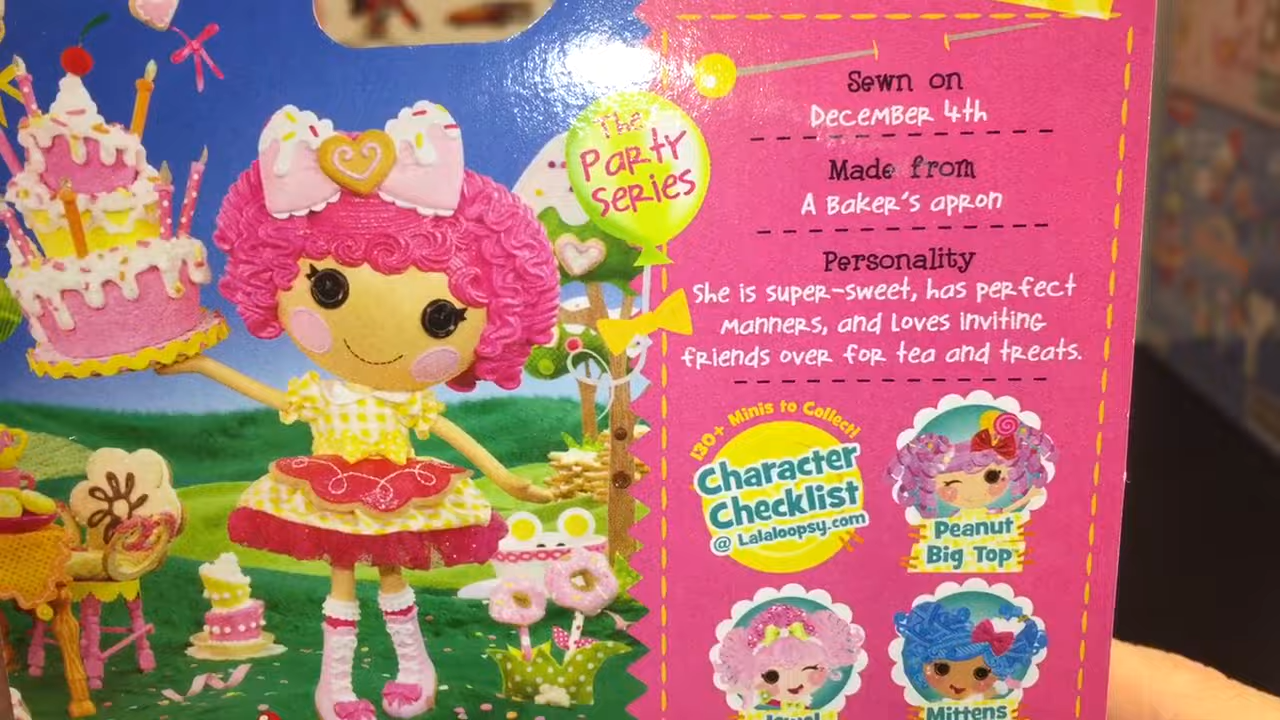 The
Party
Series
Sewn on
December 4th
Made from
A Baker's apron
Personality
She is super-sweet, has perfect
manners, and loves inviting
friends over for tea and treats.
130+ Minis to Collect!
Character
Checklist
@ Lalaloopsy.com
Peanut
Big Top
Jewel
Mittens